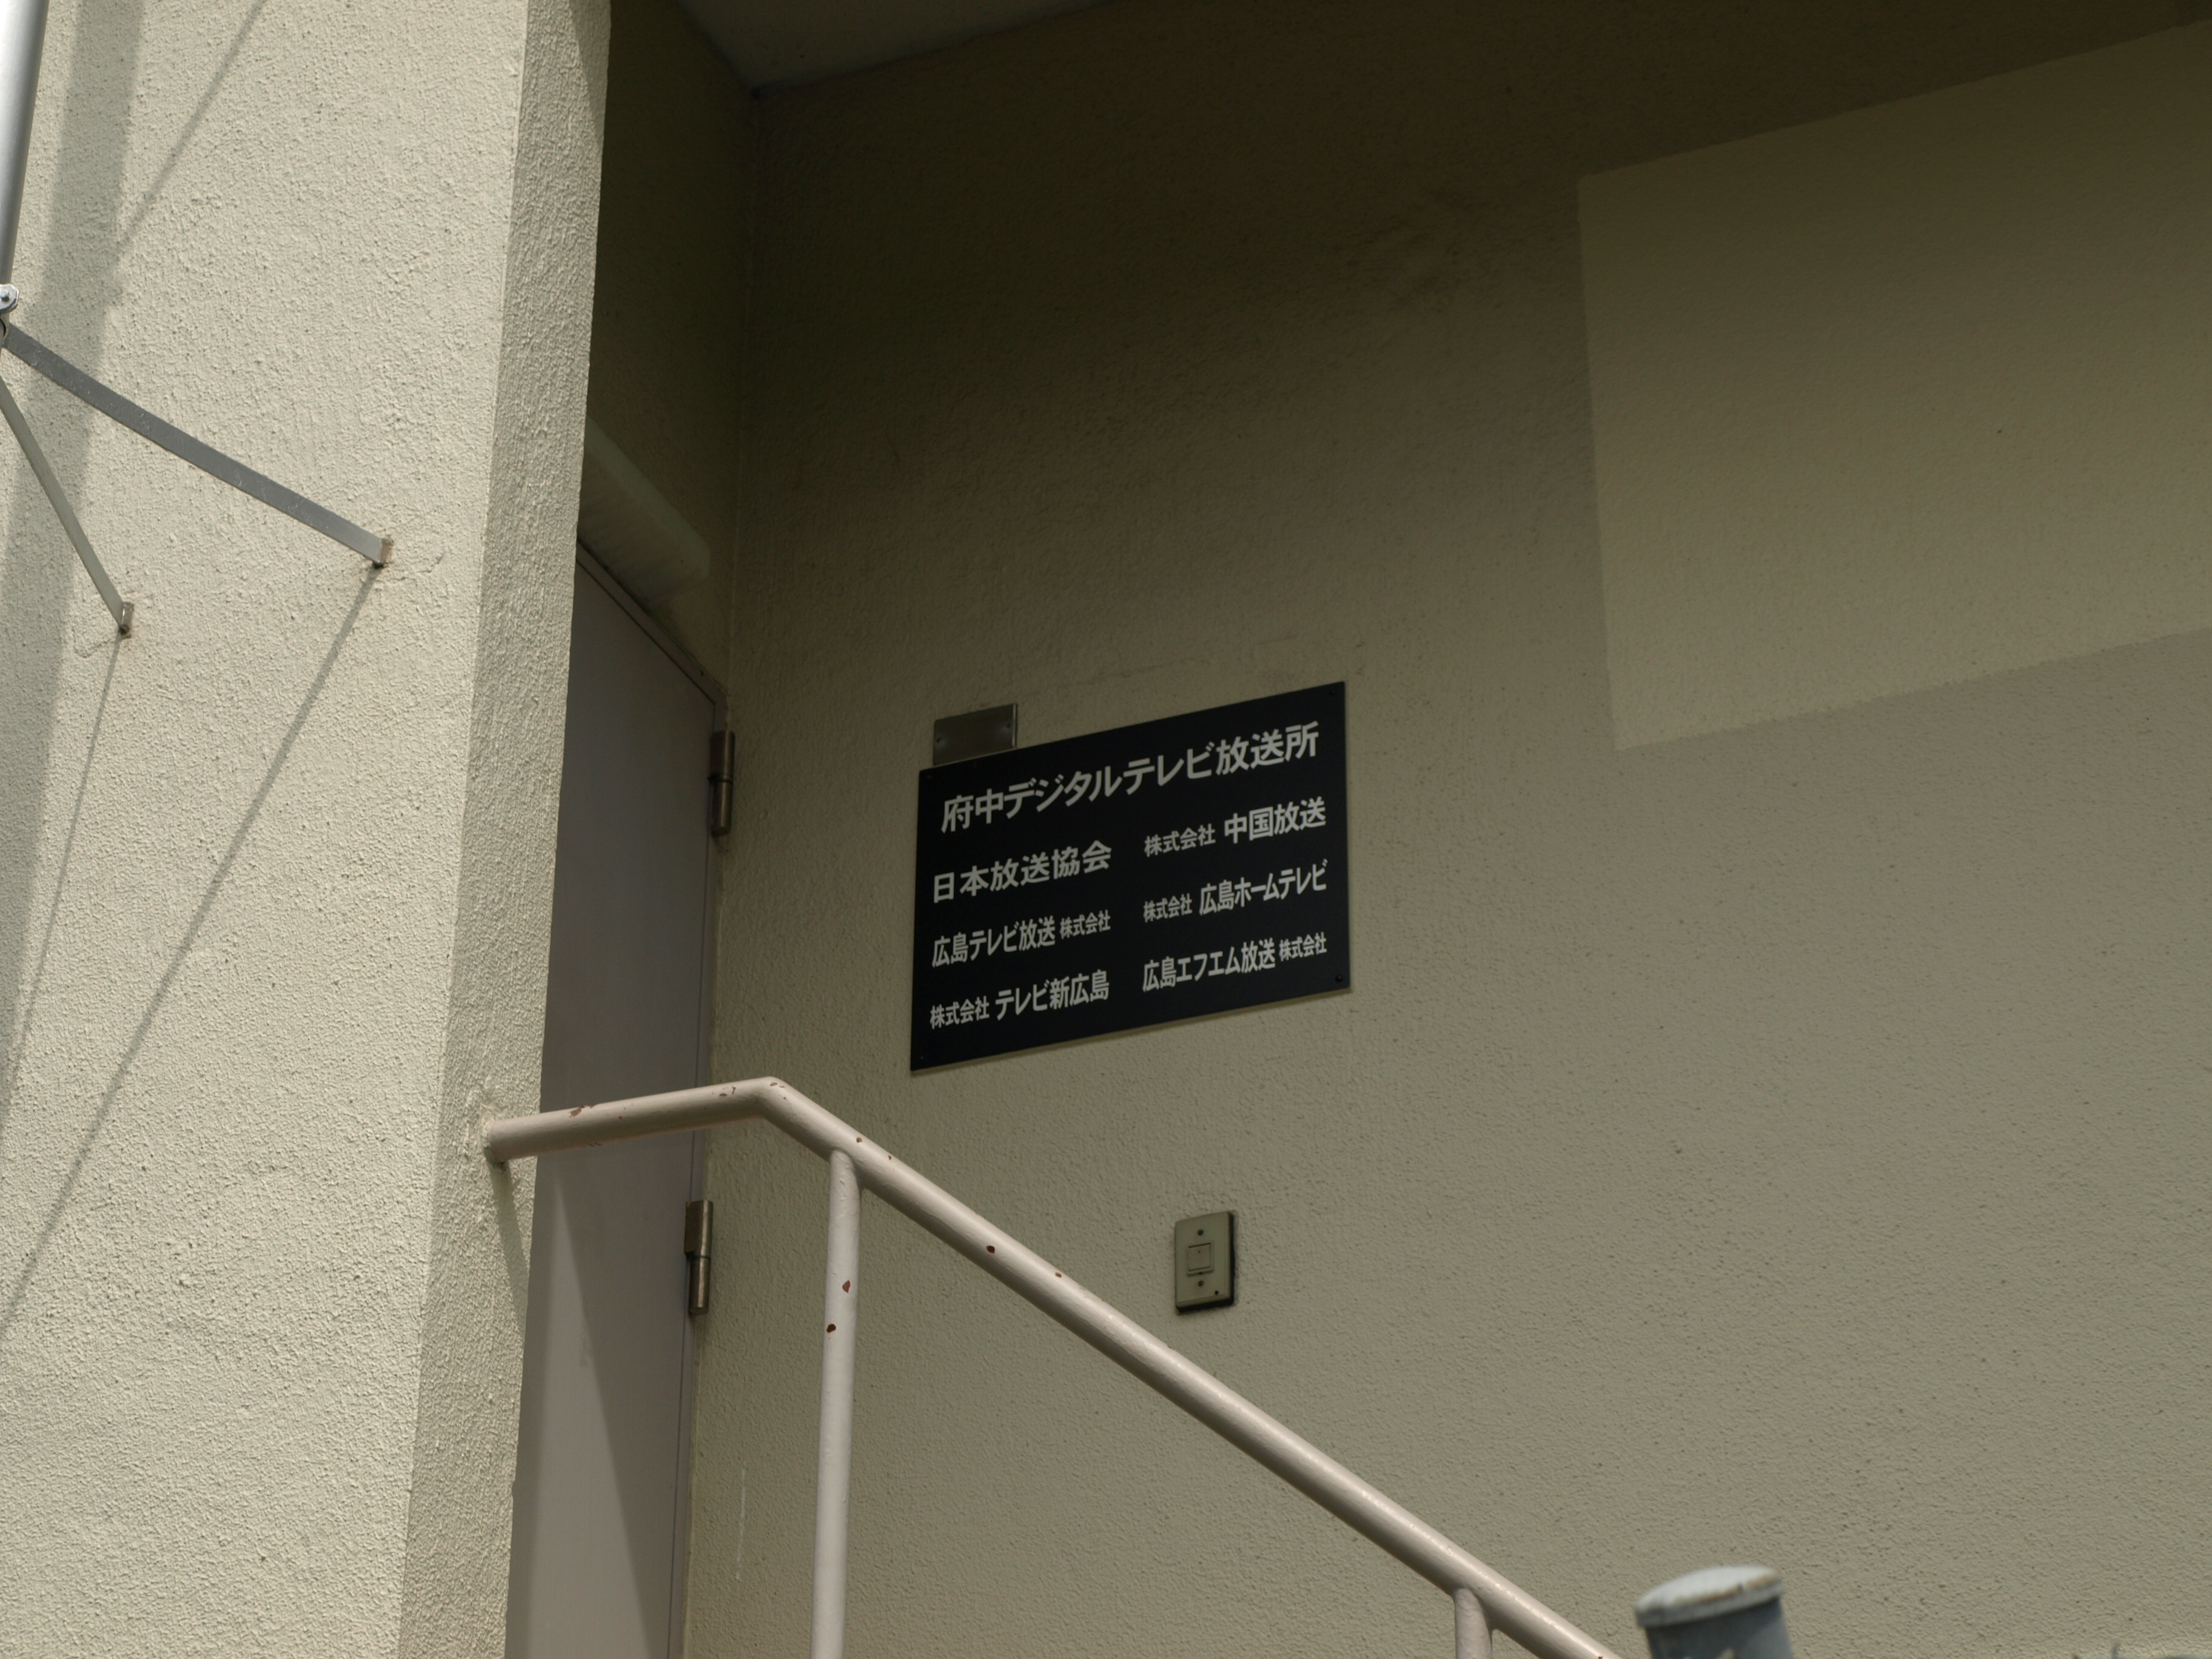 府中デジタルテレビ放送所
日本放送協会
株式会社 中国放送
広島テレビ放送 株式会社
株式会社 広島ホームテレビ
株式会社 テレビ新広島
広島エフエム放送 株式会社